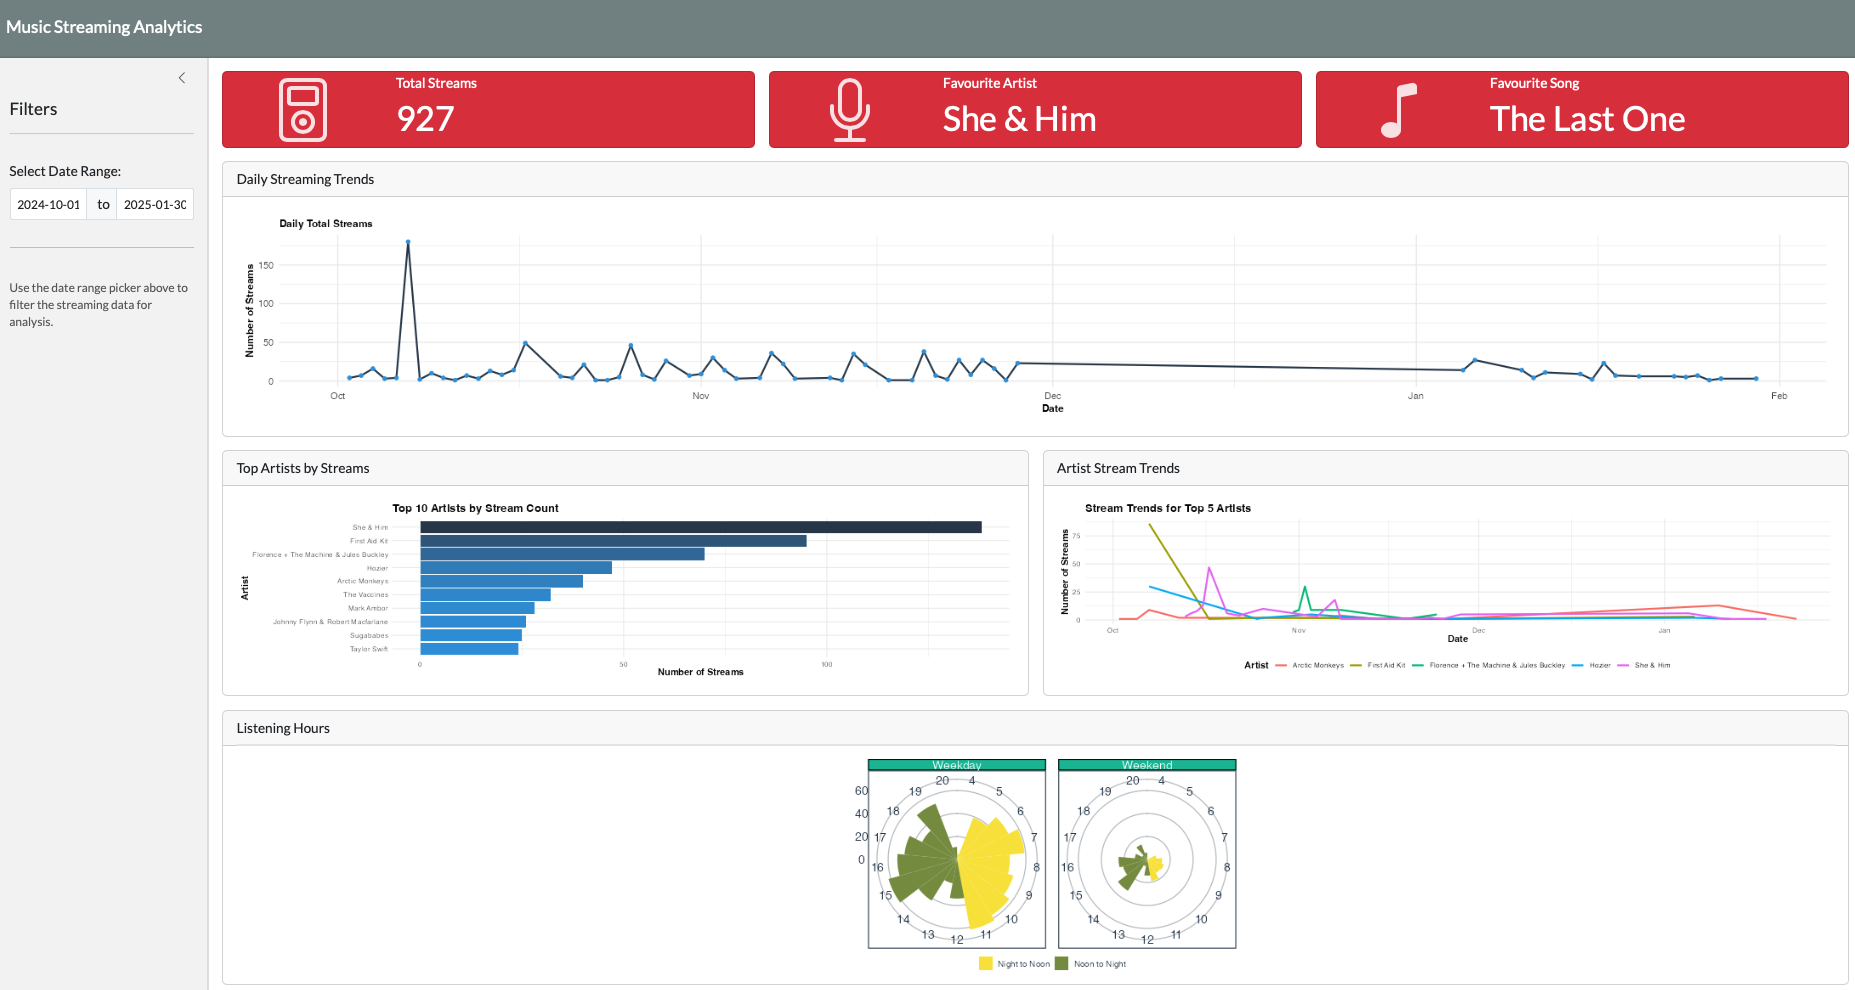 Music Streaming Analytics
Filters
Select Date Range:
2024-10-01 to 2025-01-30
Use the date range picker above to
filter the streaming data for
analysis.
Total Streams
927
Favourite Artist
She & Him
Favourite Song
The Last One
Daily Streaming Trends
Daily Total Streams
Number of Streams
150
100
50
0
Oct Nov Dec Jan Feb
Date
Top Artists by Streams
Top 10 Artists by Stream Count
Artist
She & Him
First Aid Kit
Florence + The Machine & Jules Buckley
Hozier
Arctic Monkeys
The Vaccines
Mark Ambor
Johnny Flynn & Robert Macfarlane
Sugababes
Taylor Swift
0 50 100
Number of Streams
Artist Stream Trends
Stream Trends for Top 5 Artists
Number of Streams
75
50
25
0
Oct Nov Dec Jan
Date
Artist Arctic Monkeys First Aid Kit Florence + The Machine & Jules Buckley Hozier She & Him
Listening Hours
60
40
20
0
Weekday
20 4 5 6 7 8 9 10 11 12 13 14 15 16 17 18 19
Weekend
20 4 5 6 7 8 9 10 11 12 13 14 15 16 17 18 19
Night to Noon Noon to Night